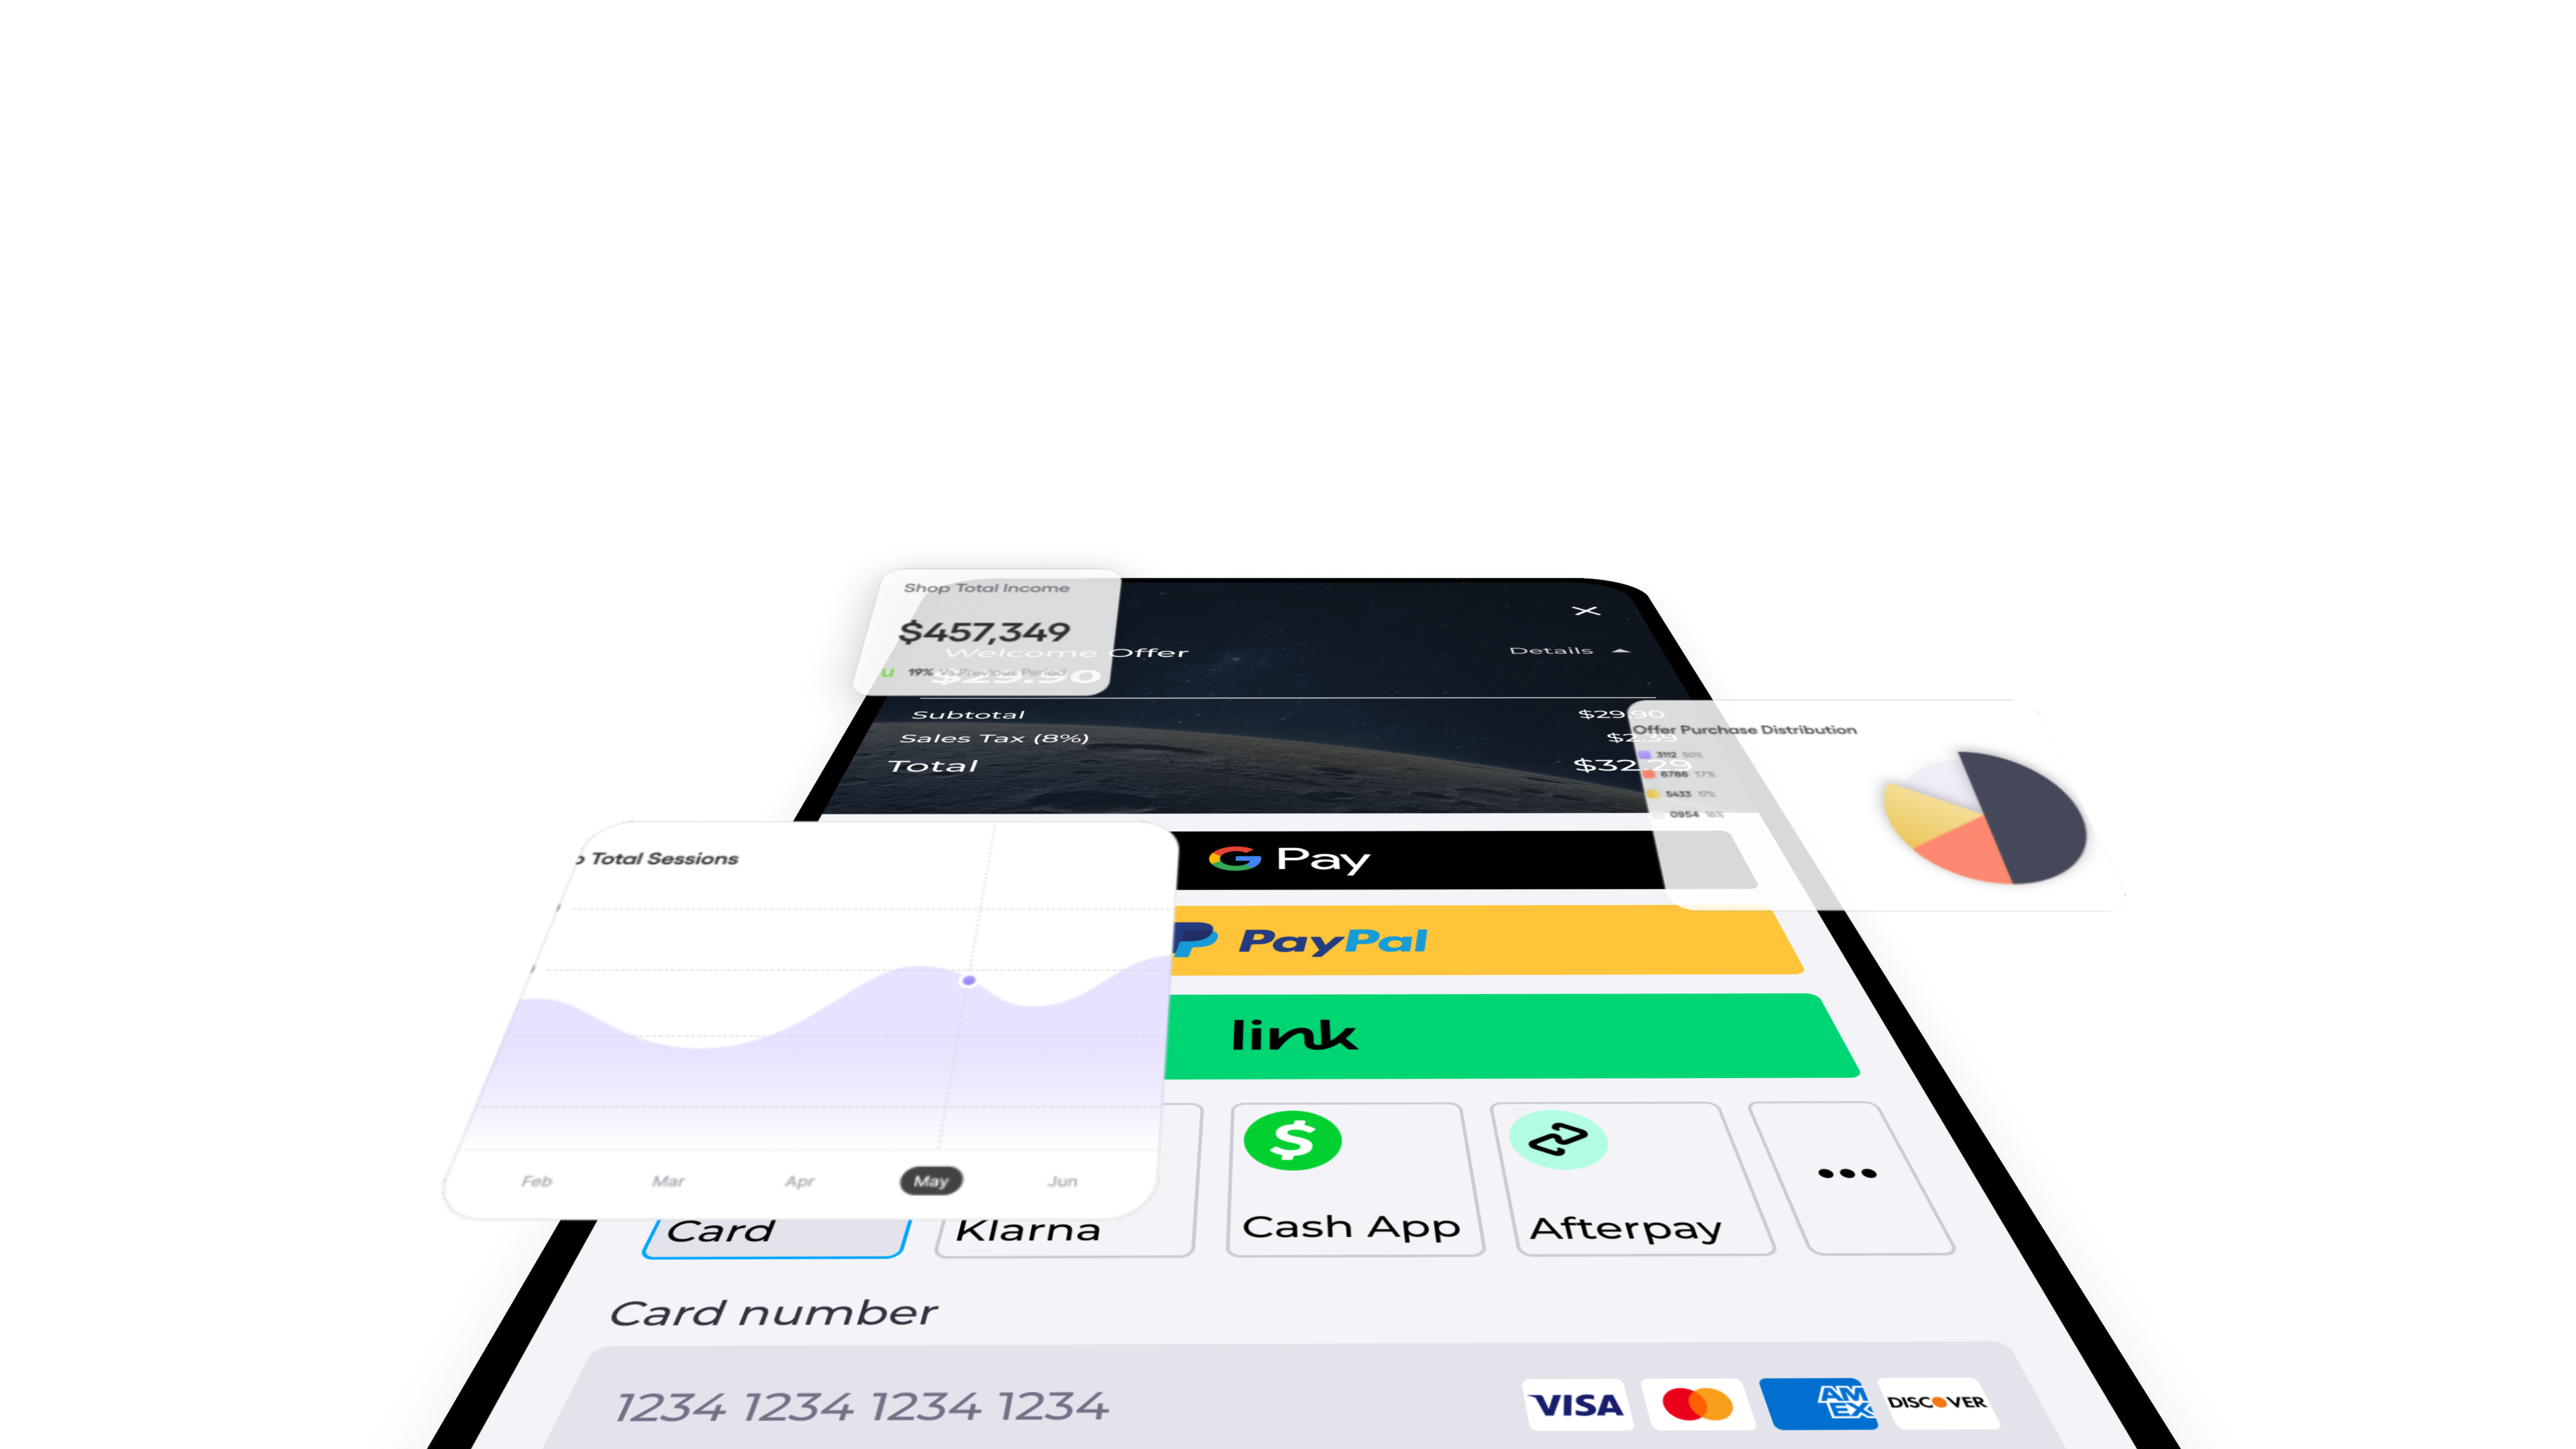 Shop Total Income
$457,349
Welcome Offer
Details
19% Vs Previous Period
$29.90
Subtotal
$29.90
Sales Tax (8%)
$2.39
Total
$32.29
Offer Purchase Distribution
3112 50%
6786 17%
5433 17%
0954 16%
Total Sessions
G Pay
PayPal
link
Feb Mar Apr May Jun
Card
Klarna
Cash App
Afterpay
Card number
1234 1234 1234 1234
VISA
AMEX
DISCOVER